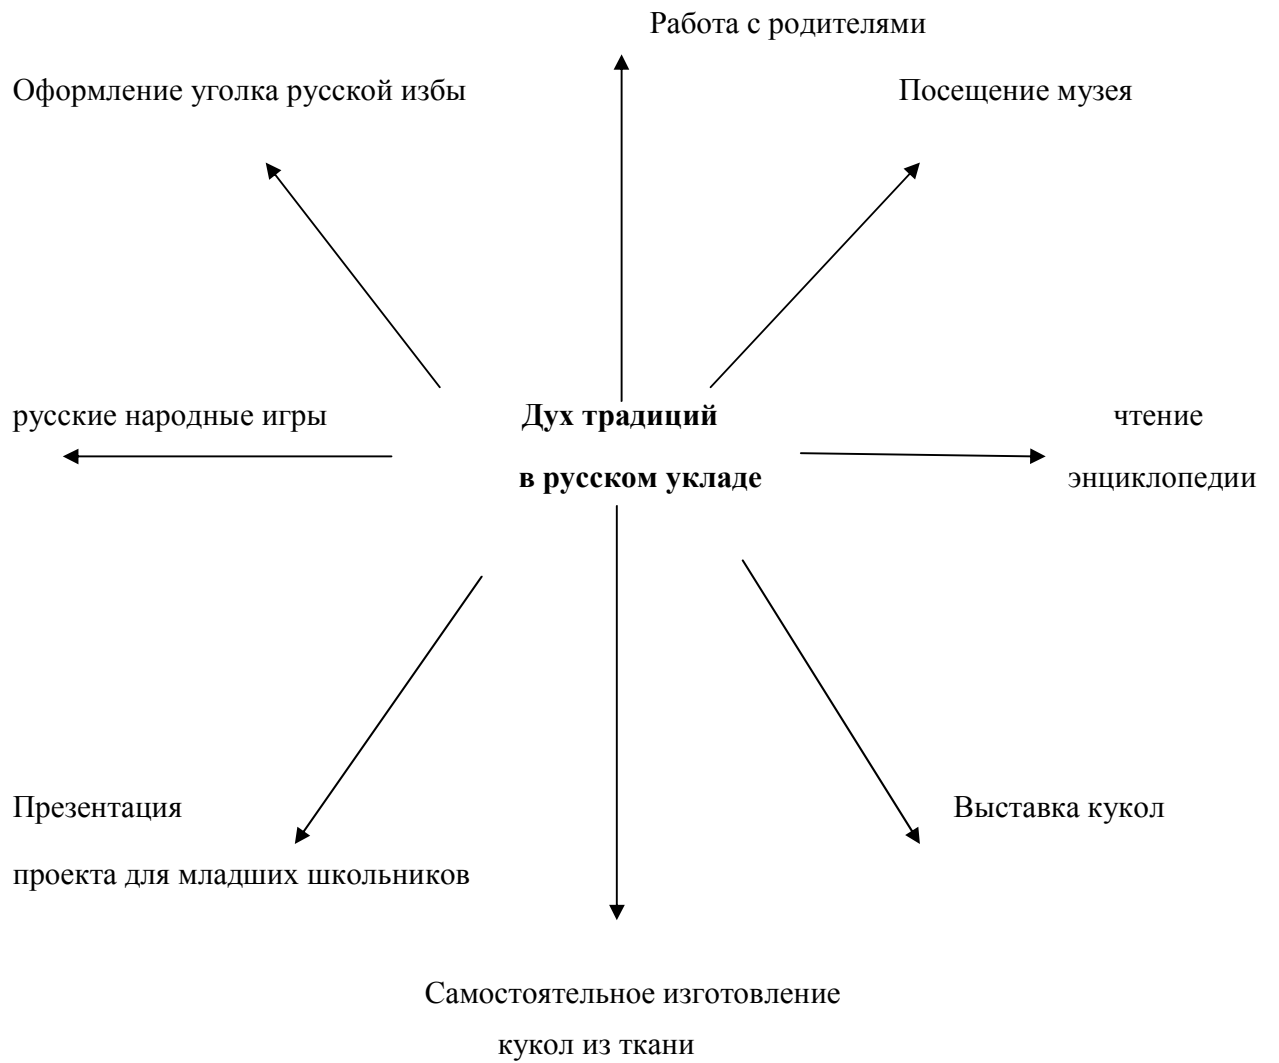 Работа с родителями
Оформление уголка русской избы
Посещение музея
русские народные игры
Дух традиций
чтение
в русском укладе
энциклопедии
Презентация
Выставка кукол
проекта для младших школьников
Самостоятельное изготовление
кукол из ткани